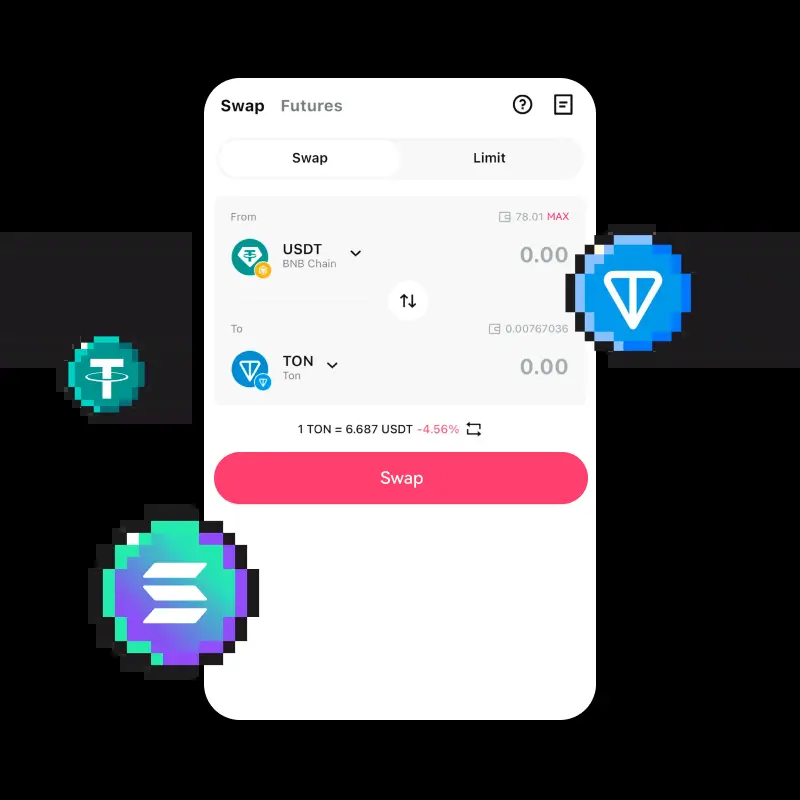 Swap Futures
Swap Limit
From 78.01 MAX
USDT 0.00
BNB Chain
To 0.00767036
TON 0.00
Ton
1 TON = 6.687 USDT -4.56%
Swap